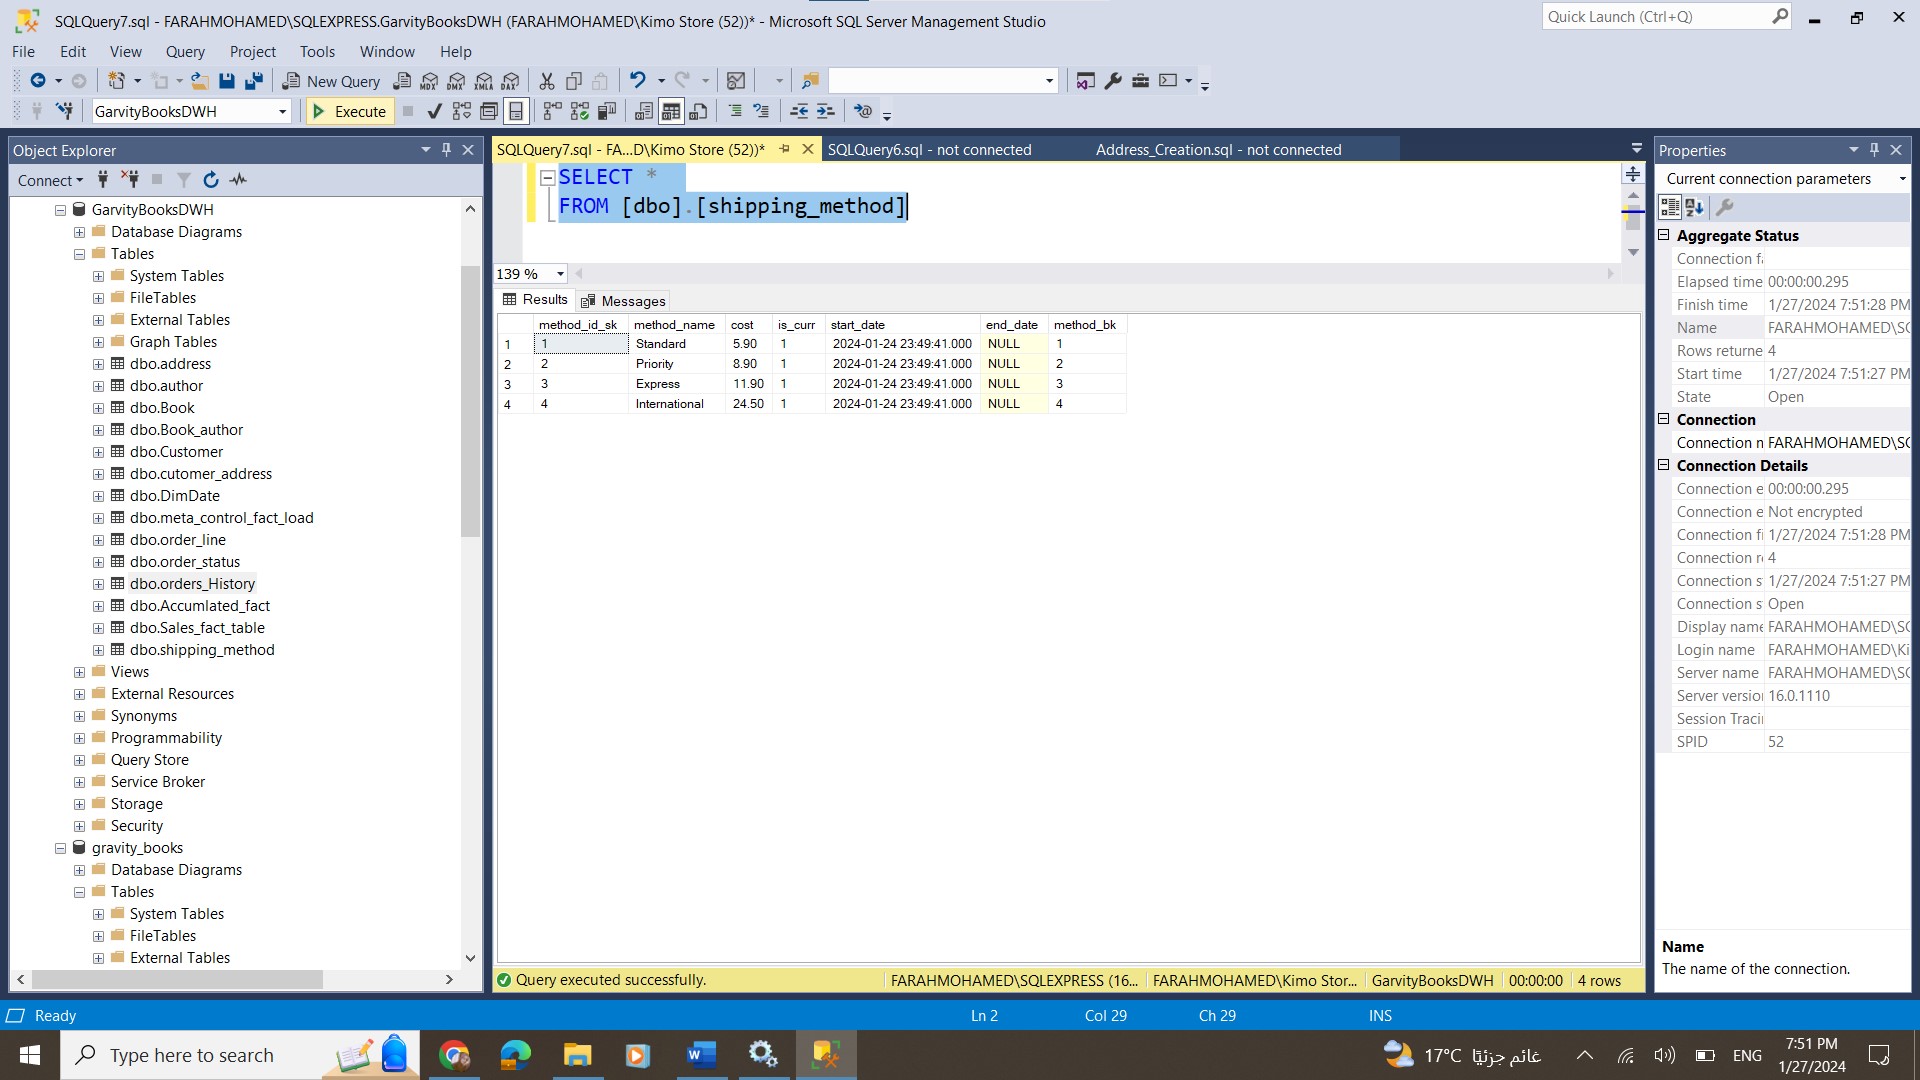 SQLQuery7.sql - FARAHMOHAMED\SQLEXPRESS.GarvityBooksDWH (FARAHMOHAMED\Kimo Store (52))* - Microsoft SQL Server Management Studio
Quick Launch (Ctrl+Q)
File Edit View Query Project Tools Window Help
New Query
MDX DMX XMLA DAX
GarvityBooksDWH
Execute
Object Explorer
Connect
GarvityBooksDWH
Database Diagrams
Tables
System Tables
FileTables
External Tables
Graph Tables
dbo.address
dbo.author
dbo.Book
dbo.Book_author
dbo.Customer
dbo.cutomer_address
dbo.DimDate
dbo.meta_control_fact_load
dbo.order_line
dbo.order_status
dbo.orders_History
dbo.Accumlated_fact
dbo.Sales_fact_table
dbo.shipping_method
Views
External Resources
Synonyms
Programmability
Query Store
Service Broker
Storage
Security
gravity_books
Database Diagrams
Tables
System Tables
FileTables
External Tables
SQLQuery7.sql - FA...D\Kimo Store (52))*
SQLQuery6.sql - not connected
Address_Creation.sql - not connected
SELECT *
FROM [dbo].[shipping_method]
139 %
Results
Messages
method_id_sk method_name cost is_curr start_date end_date method_bk
1 1 Standard 5.90 1 2024-01-24 23:49:41.000 NULL 1
2 2 Priority 8.90 1 2024-01-24 23:49:41.000 NULL 2
3 3 Express 11.90 1 2024-01-24 23:49:41.000 NULL 3
4 4 International 24.50 1 2024-01-24 23:49:41.000 NULL 4
Query executed successfully.
FARAHMOHAMED\SQLEXPRESS (16...
FARAHMOHAMED\Kimo Stor...
GarvityBooksDWH
00:00:00
4 rows
Properties
Current connection parameters
Aggregate Status
Connection f
Elapsed time 00:00:00.295
Finish time 1/27/2024 7:51:28 PM
Name FARAHMOHAMED\SC
Rows returne 4
Start time 1/27/2024 7:51:27 PM
State Open
Connection
Connection n FARAHMOHAMED\SC
Connection Details
Connection e 00:00:00.295
Connection e Not encrypted
Connection fi 1/27/2024 7:51:28 PM
Connection r 4
Connection s 1/27/2024 7:51:27 PM
Connection s Open
Display name FARAHMOHAMED\SC
Login name FARAHMOHAMED\Ki
Server name FARAHMOHAMED\SC
Server versio 16.0.1110
Session Traci
SPID 52
Name
The name of the connection.
Ready
Ln 2
Col 29
Ch 29
INS
Type here to search
17°C غائم جزئيًا
ENG
7:51 PM
1/27/2024